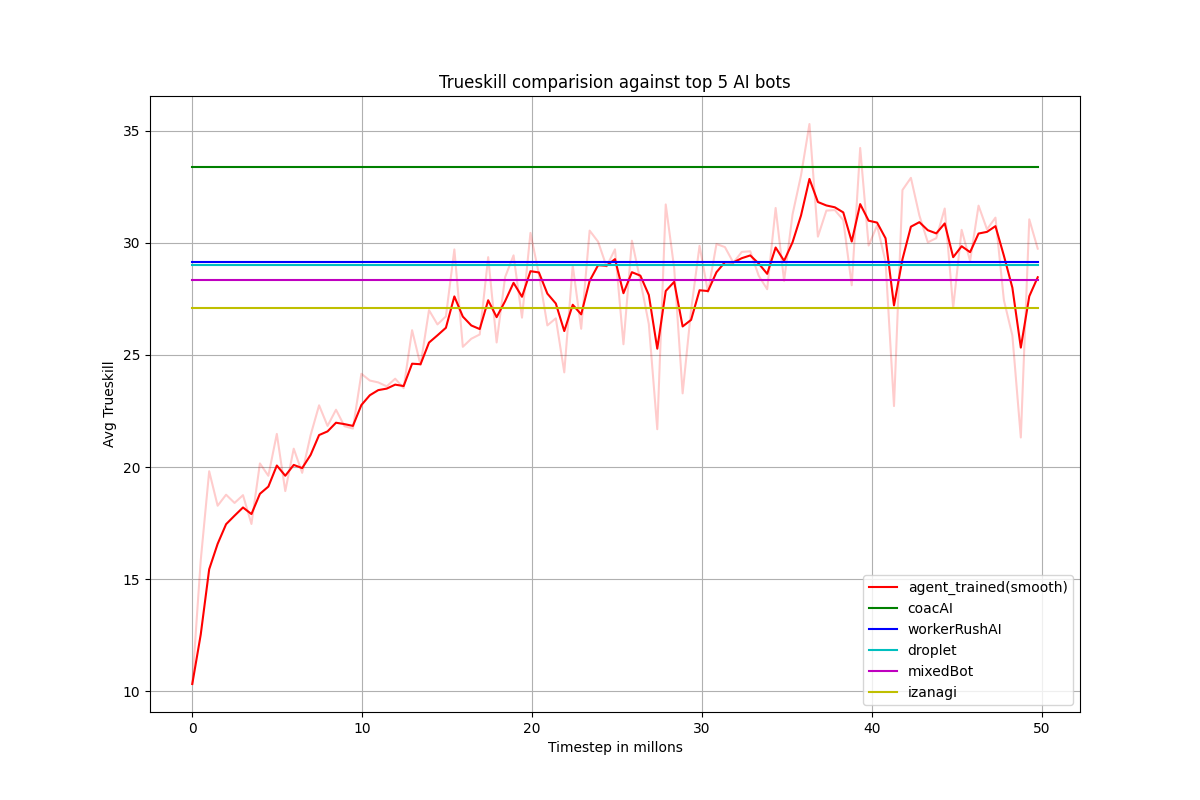 Trueskill comparision against top 5 AI bots
35
30
25
20
15
10
Avg Trueskill
0
10
20
30
40
50
Timestep in millons
agent_trained(smooth)
coacAI
workerRushAI
droplet
mixedBot
izanagi